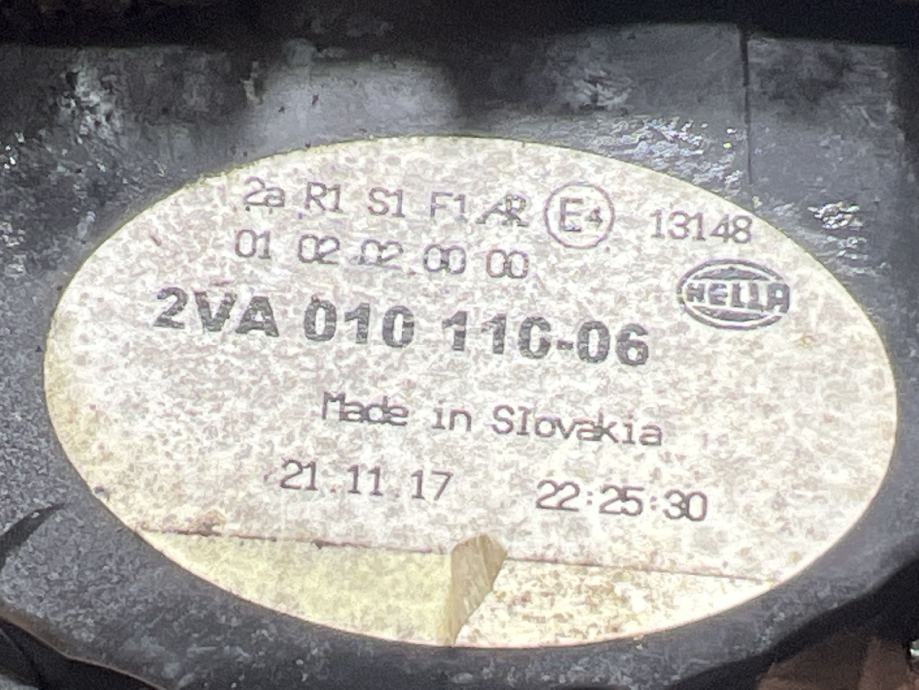 2a R1 S1 F1 AR E4 13148
01 02 02 00 00
HELLA
2VA 010 110-06
Made in Slovakia
21.11.17 22:25:30